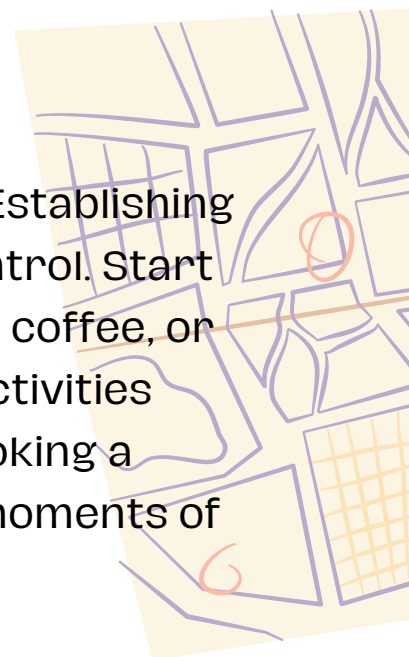 Establishing
ntrol. Start
coffee, or
ctivities
oking a
moments of